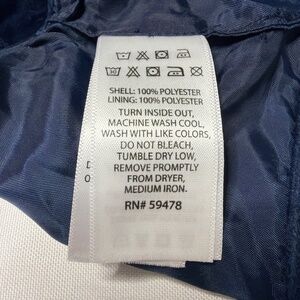 SHELL: 100% POLYESTER
LINING: 100% POLYESTER
TURN INSIDE OUT,
MACHINE WASH COOL,
WASH WITH LIKE COLORS,
DO NOT BLEACH,
TUMBLE DRY LOW,
REMOVE PROMPTLY
FROM DRYER,
MEDIUM IRON.
RN# 59478